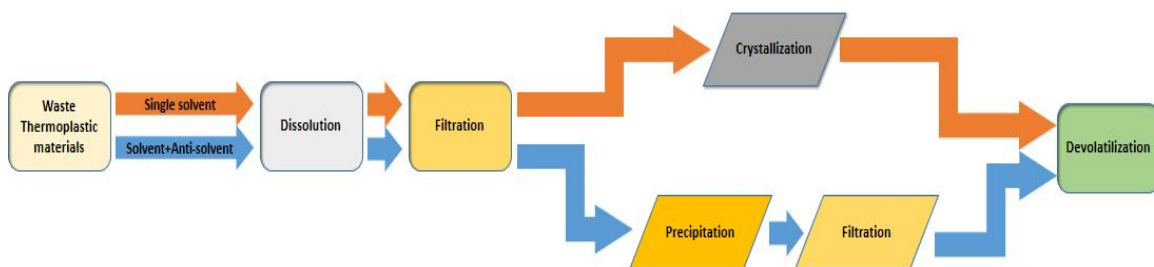 Waste
Thermoplastic
materials
Single solvent
Solvent+Anti-solvent
Dissolution
Filtration
Crystallization
Precipitation
Filtration
Devolatilization